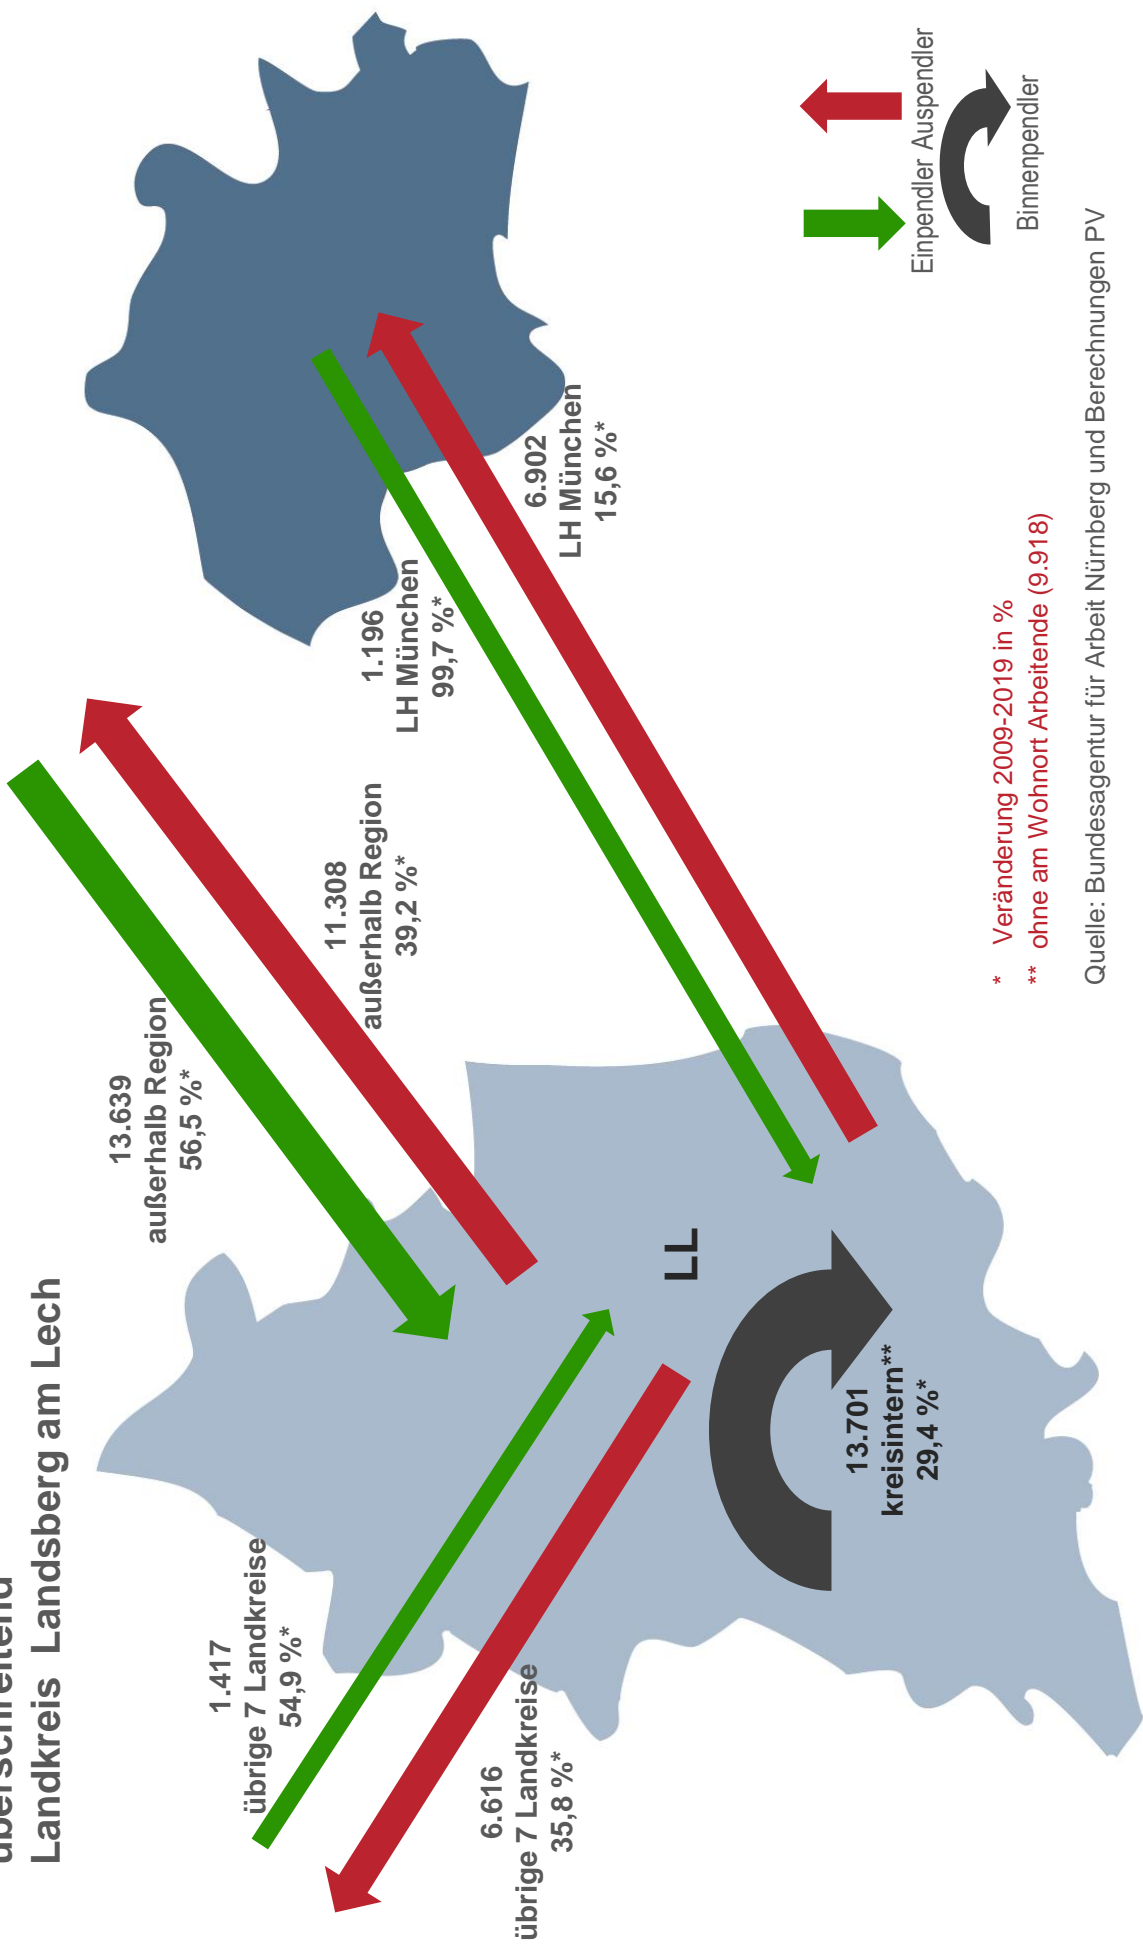 überschreitend
Landkreis Landsberg am Lech
13.639
außerhalb Region
56,5 %*
11.308
außerhalb Region
39,2 %*
1.196
LH München
99,7 %*
6.902
LH München
15,6 %*
1.417
übrige 7 Landkreise
54,9 %*
6.616
übrige 7 Landkreise
35,8 %*
LL
13.701
kreisintern**
29,4 %*
Einpendler Auspendler
Binnenpendler
* Veränderung 2009-2019 in %
** ohne am Wohnort Arbeitende (9.918)
Quelle: Bundesagentur für Arbeit Nürnberg und Berechnungen PV